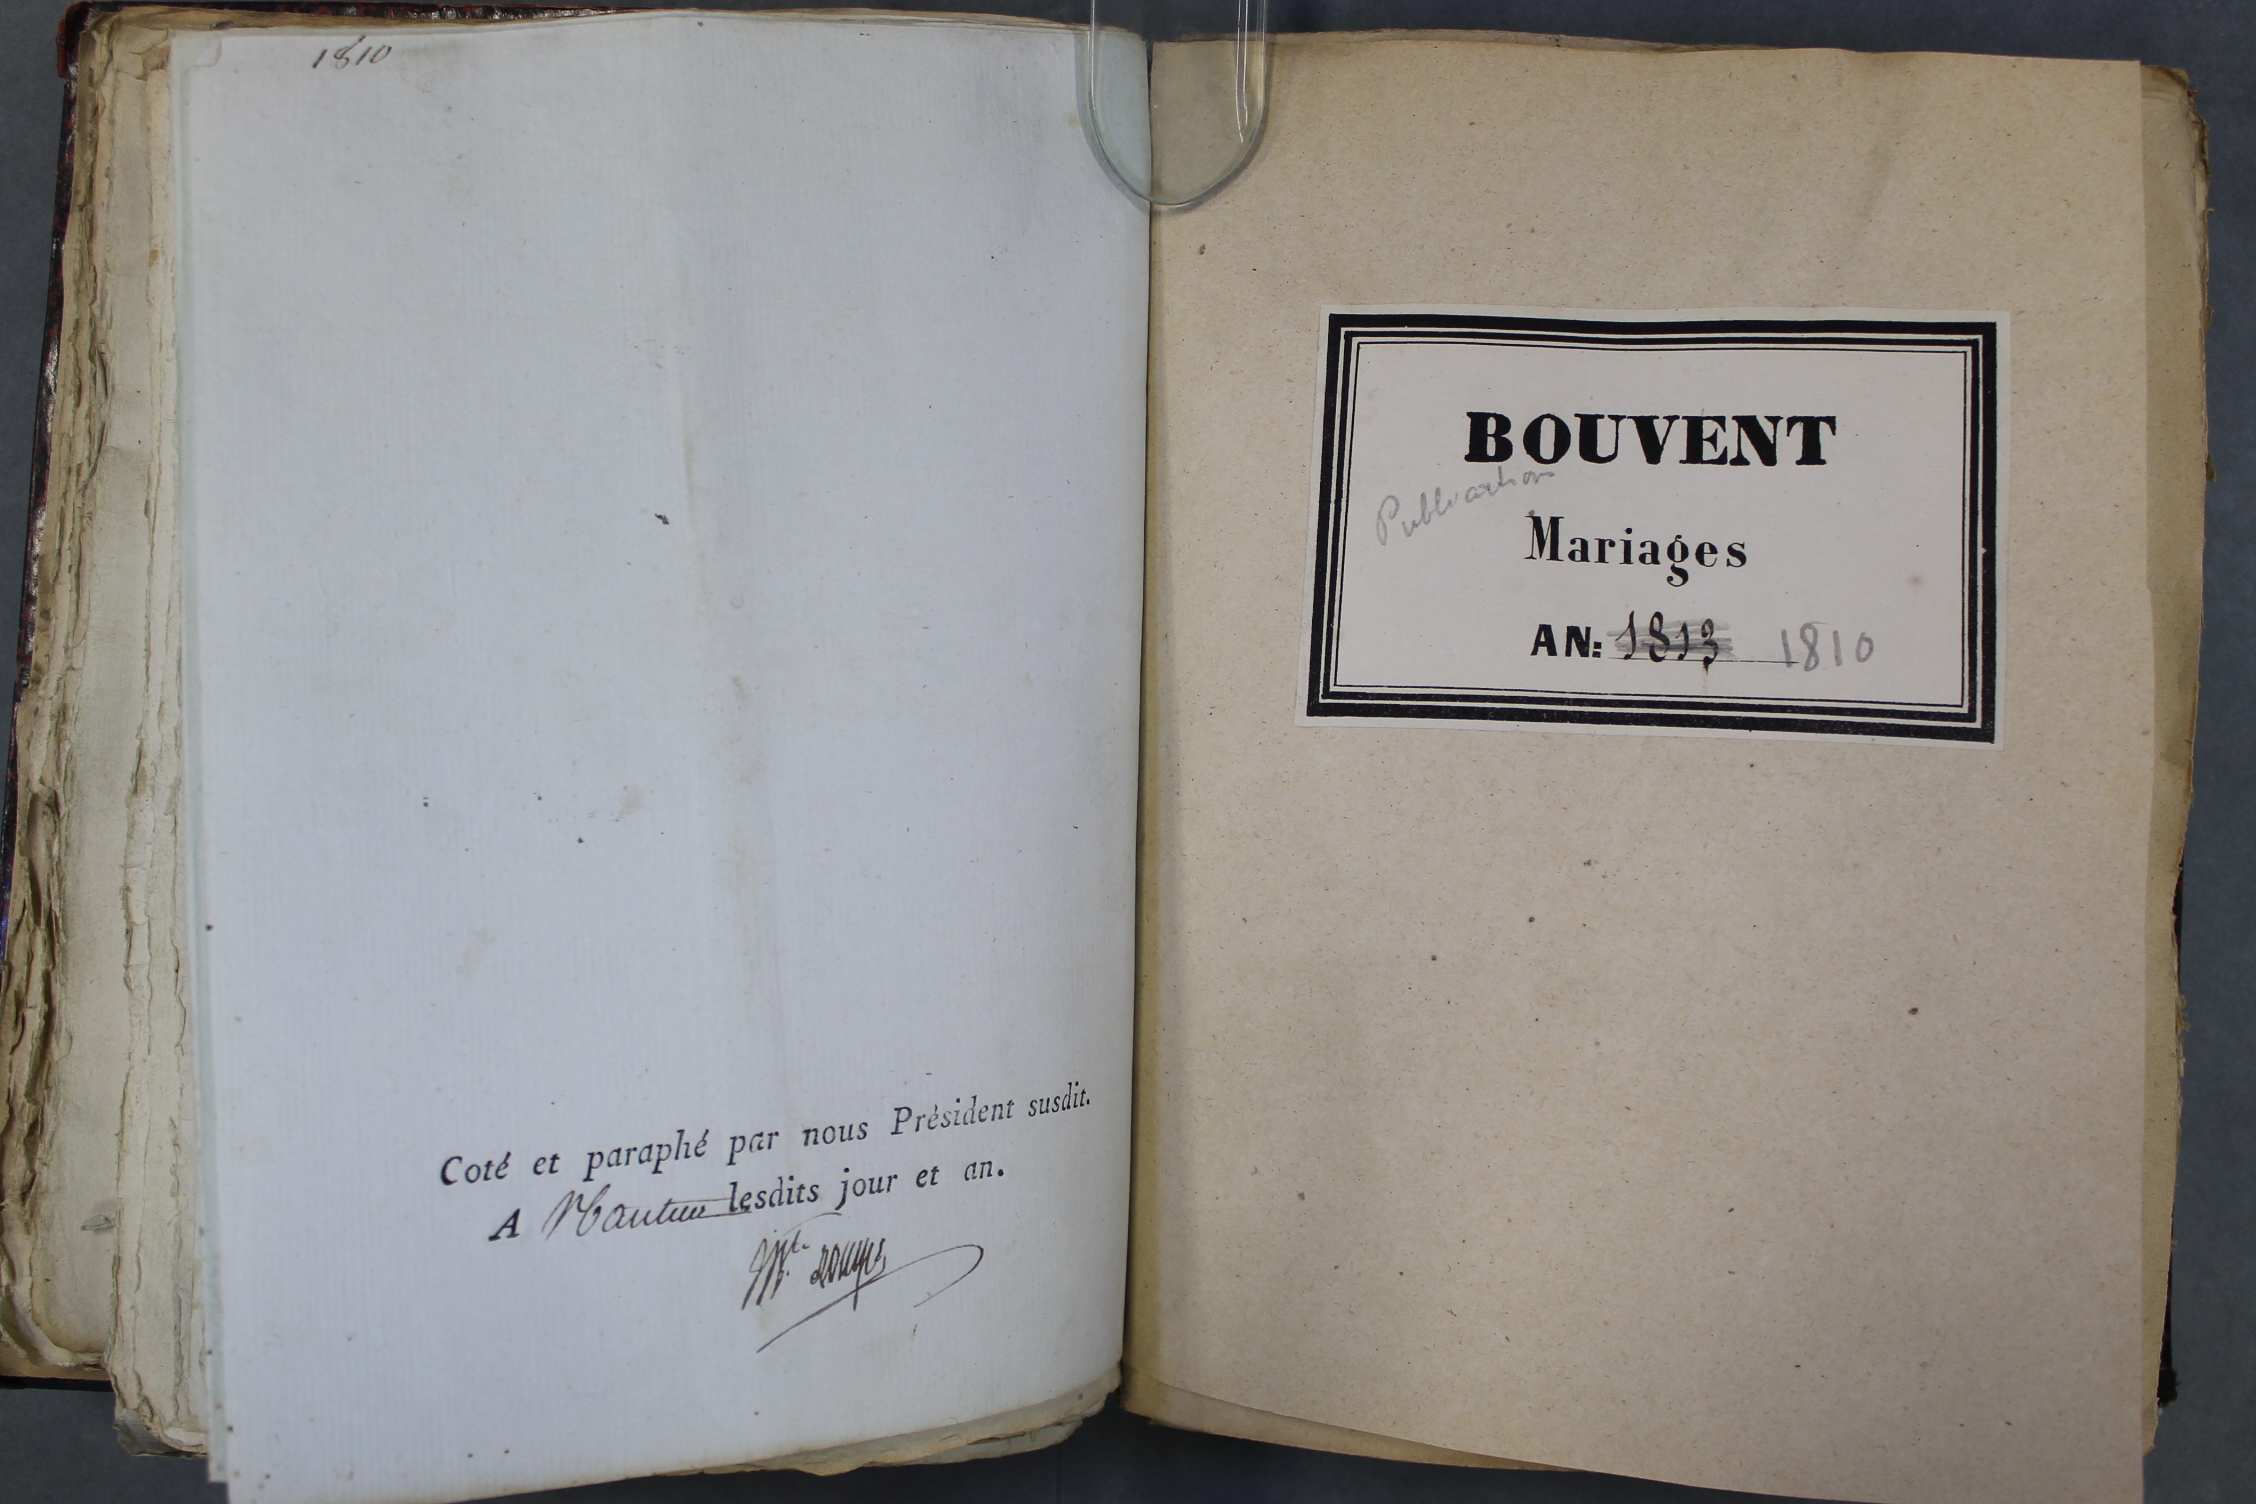 1810
Coté et paraphé par nous Président susdit.
A Nantua lesdits jour et an.
BOUVENT
Publication
Mariages
AN: 1813 1810